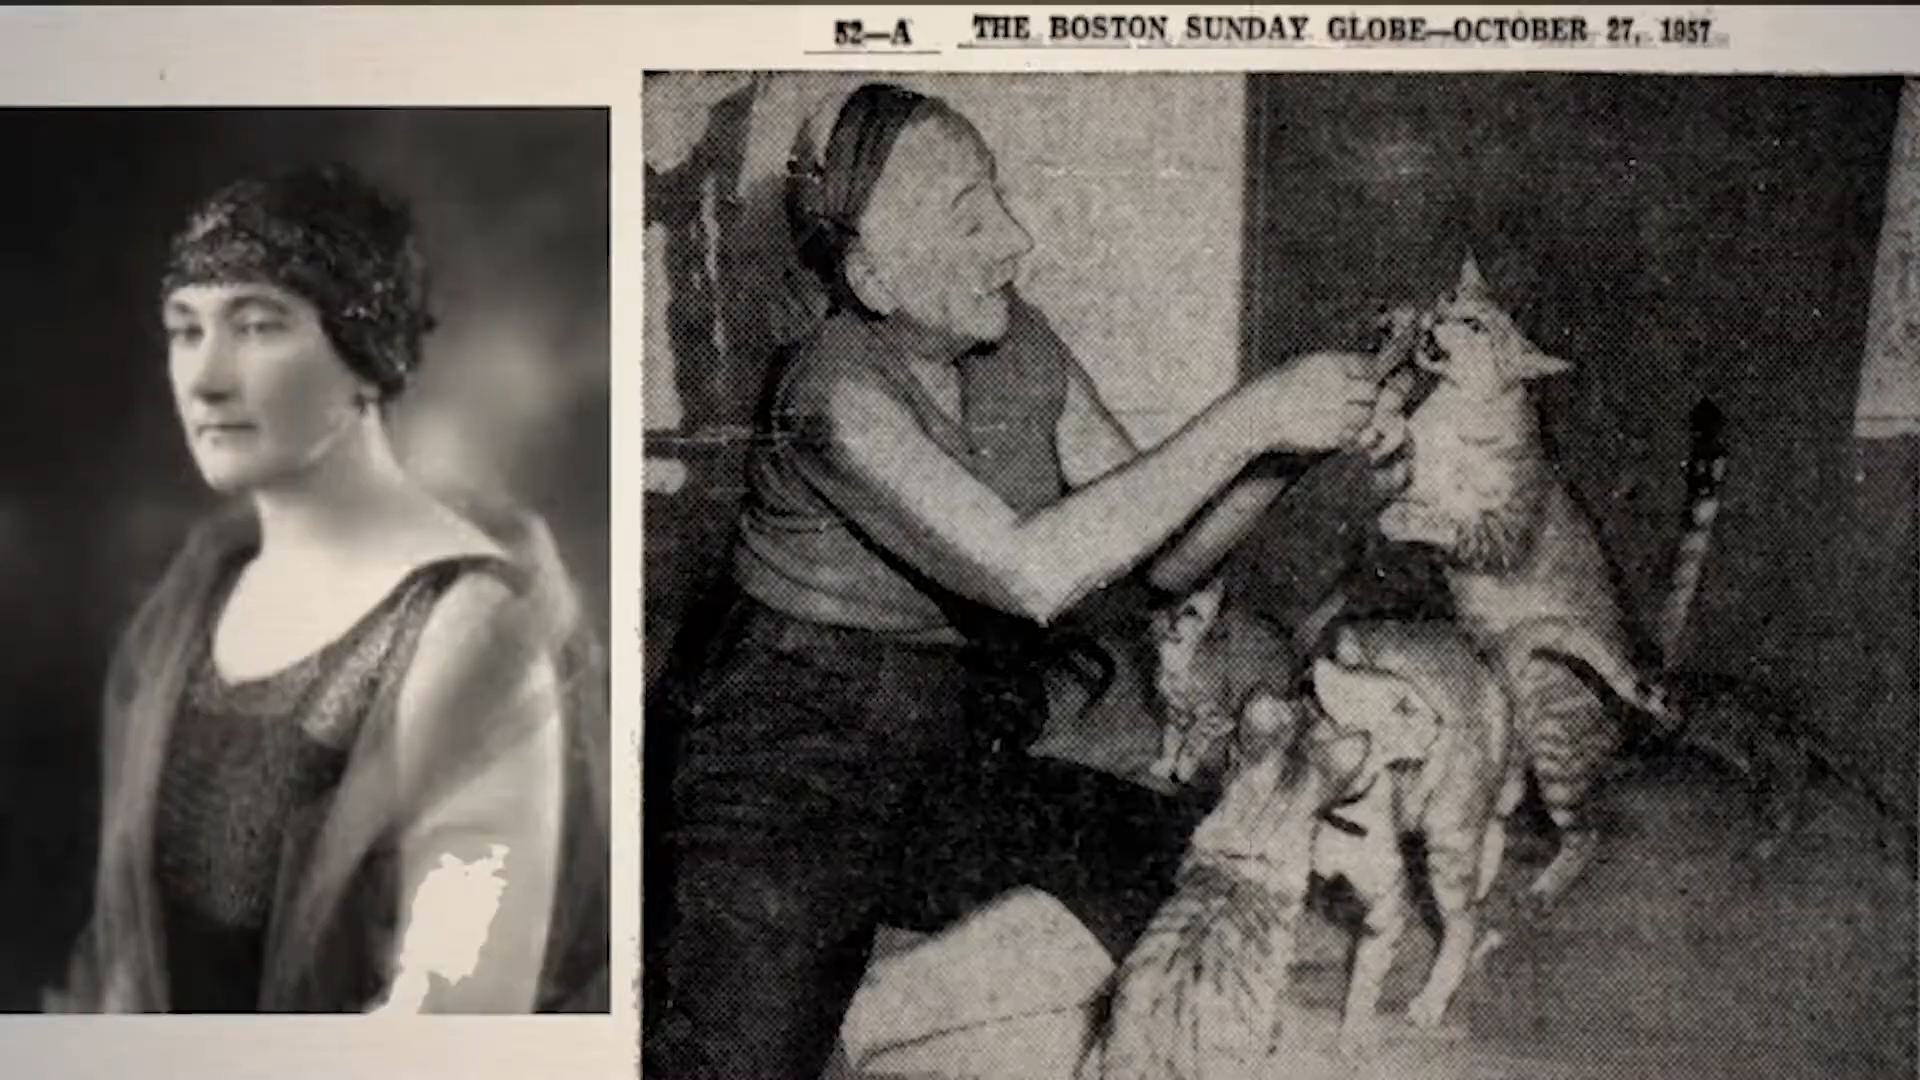 52—A THE BOSTON SUNDAY GLOBE—OCTOBER 27, 1957